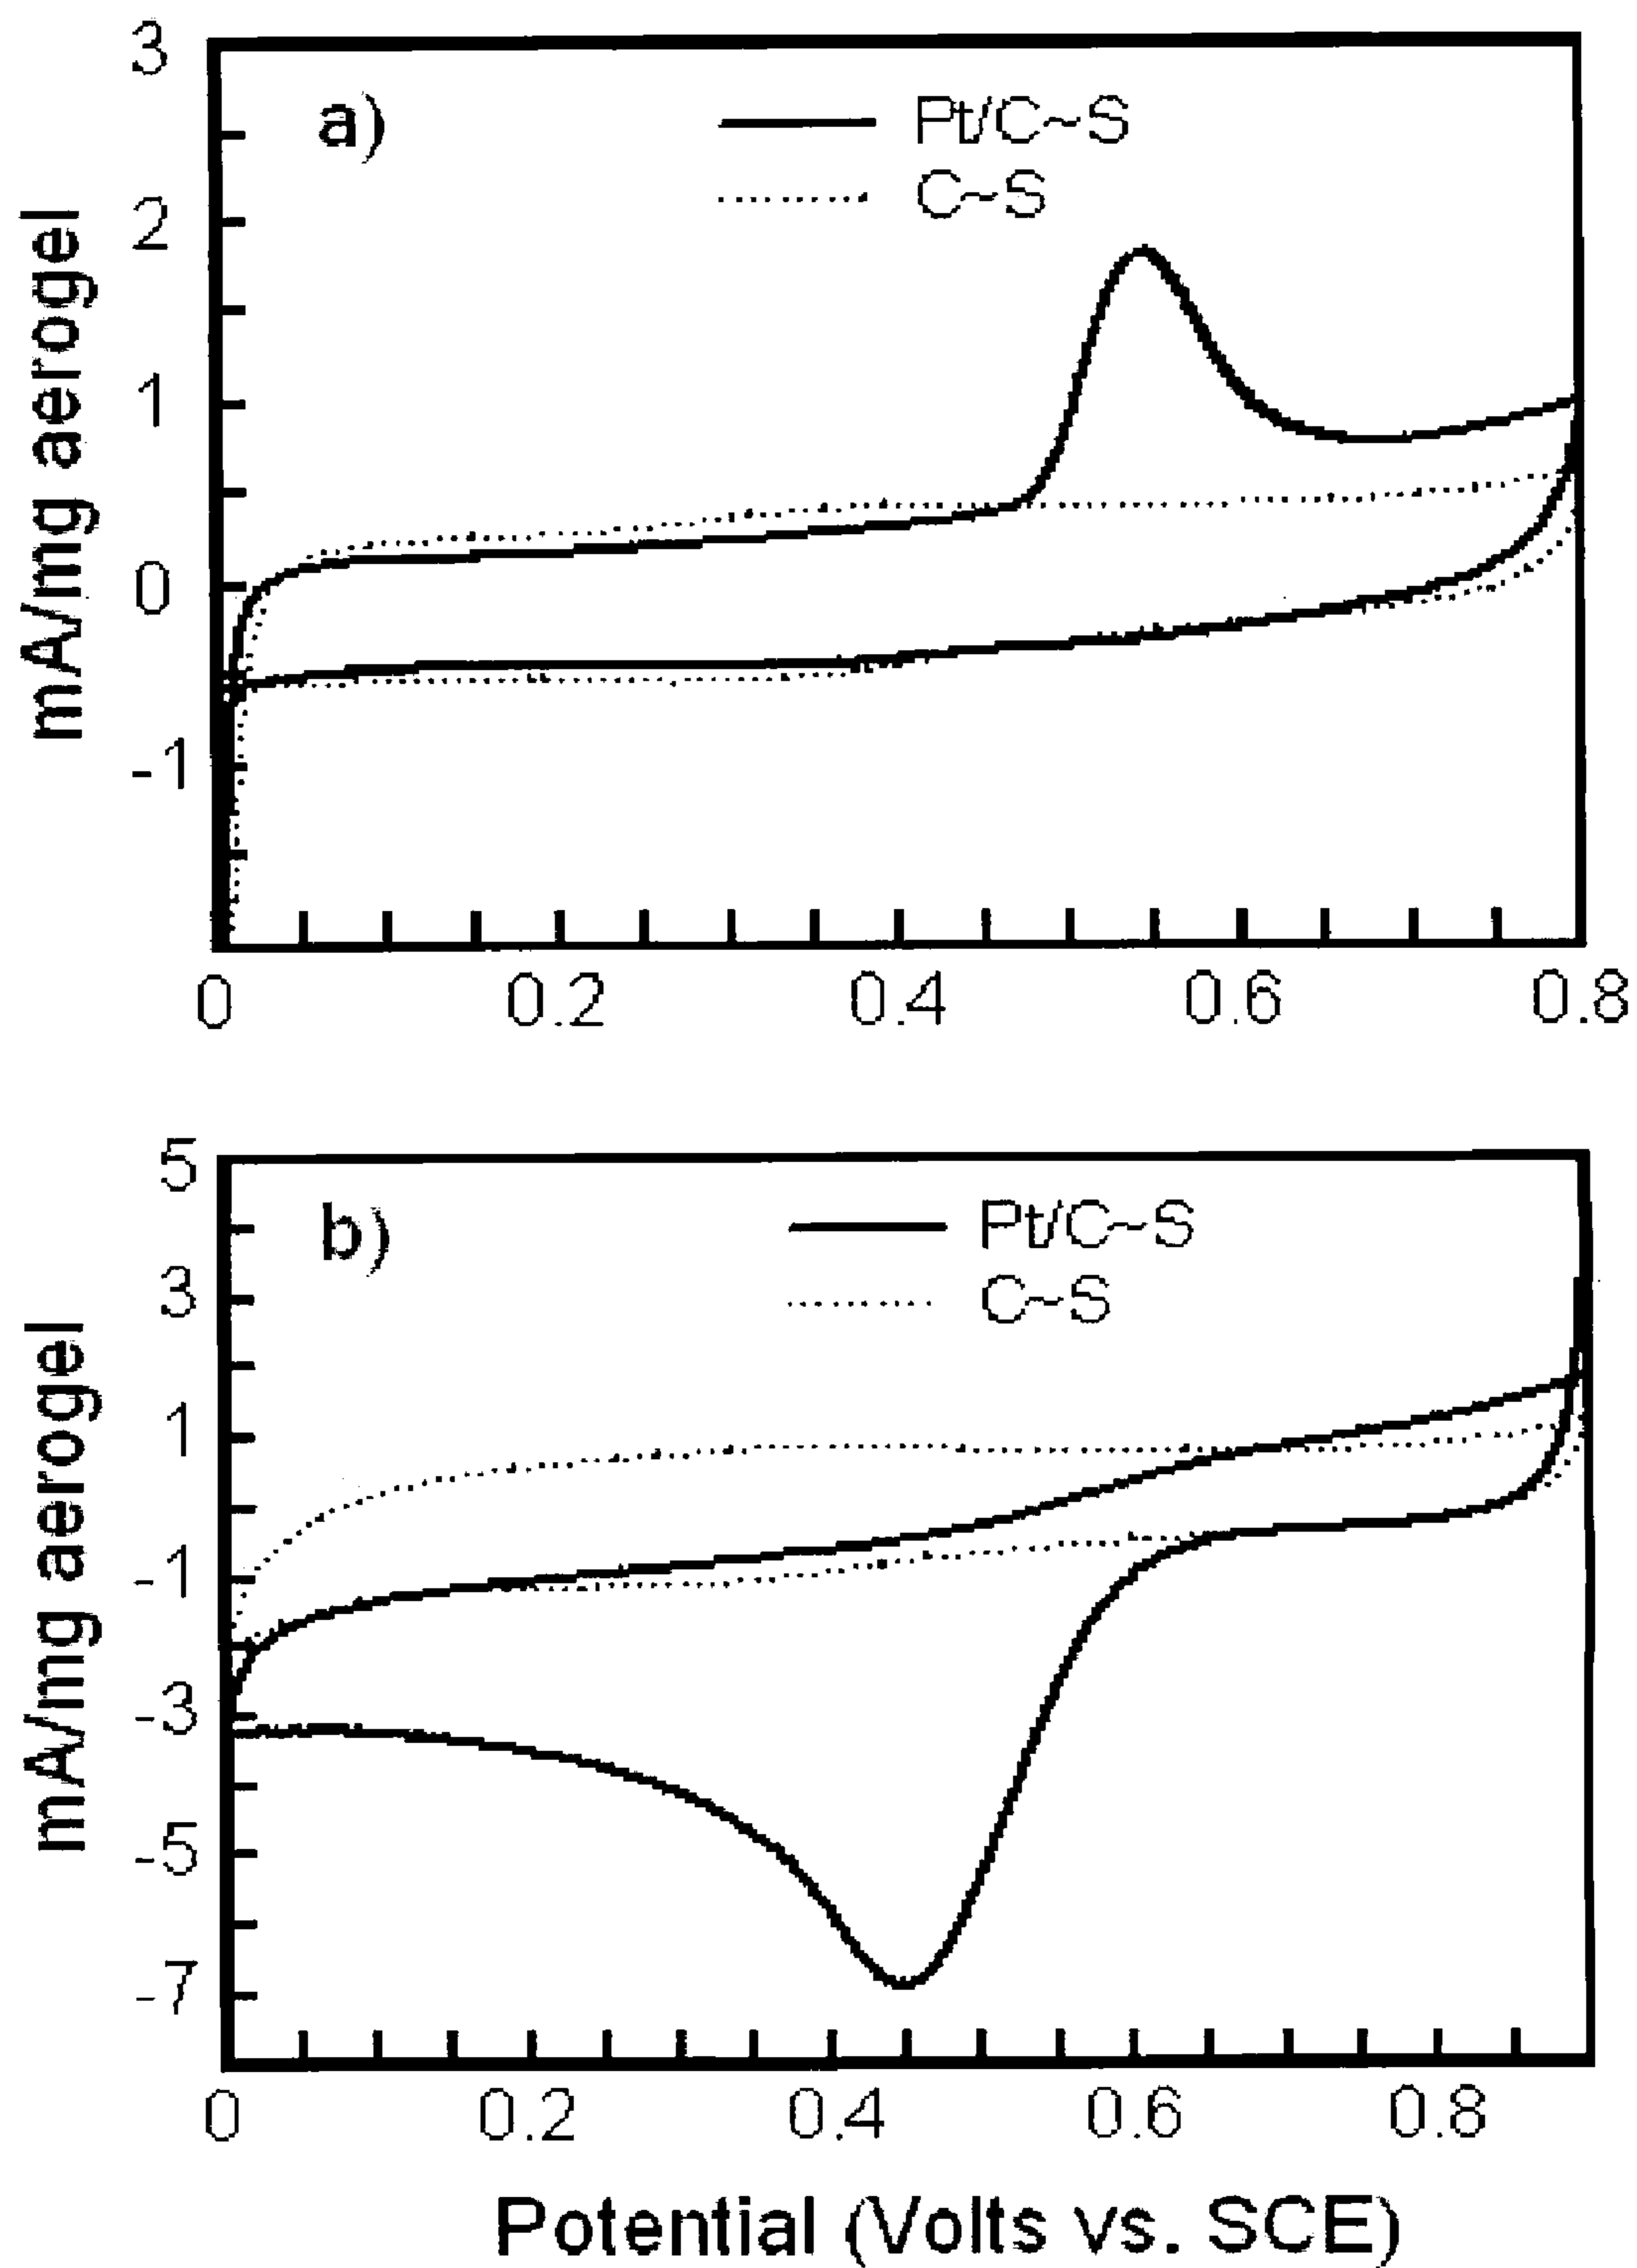 3
a)
Pt/C~S
C~S
2
1
0
-1
mA/mg aerogel
0 0.2 0.4 0.6 0.8
5
b)
Pt/C~S
C~S
3
1
-1
-3
-5
-7
mA/mg aerogel
0 0.2 0.4 0.6 0.8
Potential (Volts vs. SCE)